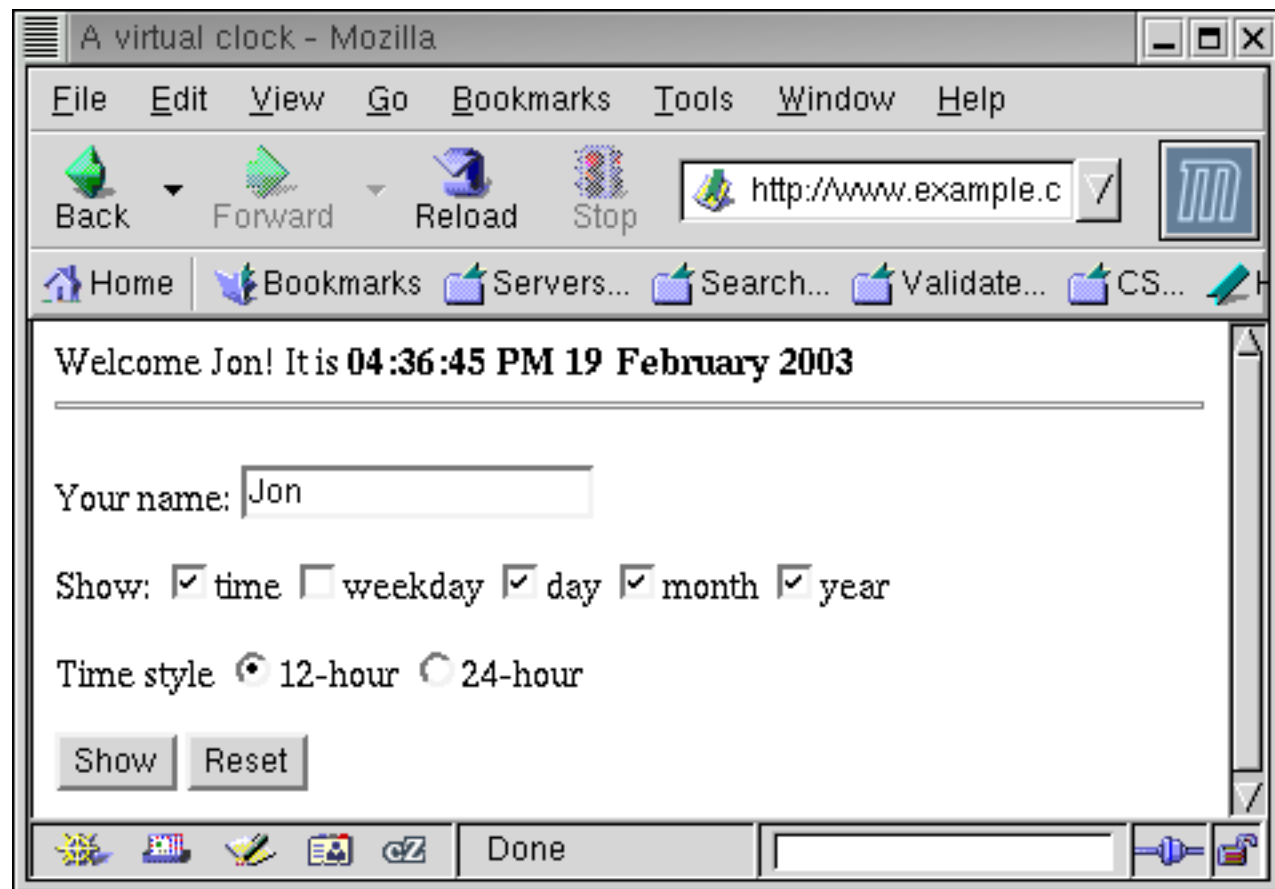 A virtual clock - Mozilla
File Edit View Go Bookmarks Tools Window Help
Back Forward Reload Stop http://www.example.c
Home Bookmarks Servers... Search... Validate... CS... H
Welcome Jon! It is 04:36:45 PM 19 February 2003
Your name: Jon
Show: time weekday day month year
Time style 12-hour 24-hour
Show Reset
Done